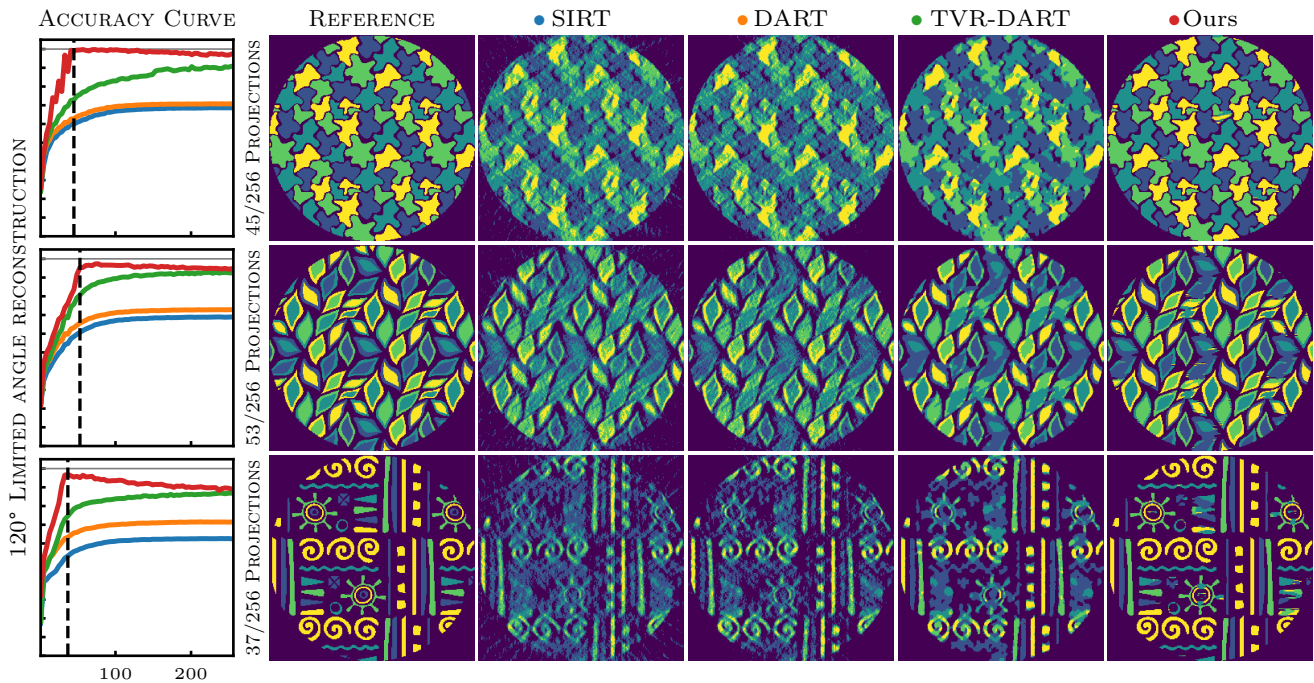 Accuracy Curve
Reference
SIRT
DART
TVR-DART
Ours
120° Limited angle reconstruction
45/256 Projections
53/256 Projections
37/256 Projections
100 200